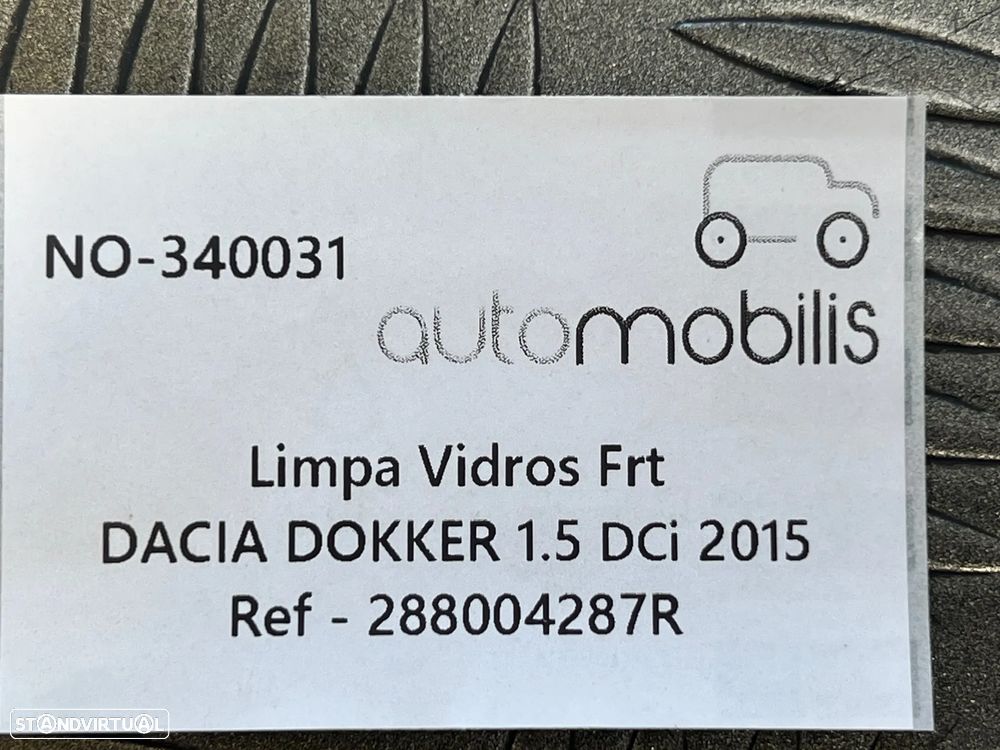 NO-340031
automobilis
Limpa Vidros Frt
DACIA DOKKER 1.5 DCi 2015
Ref - 288004287R
STANDVIRTUAL